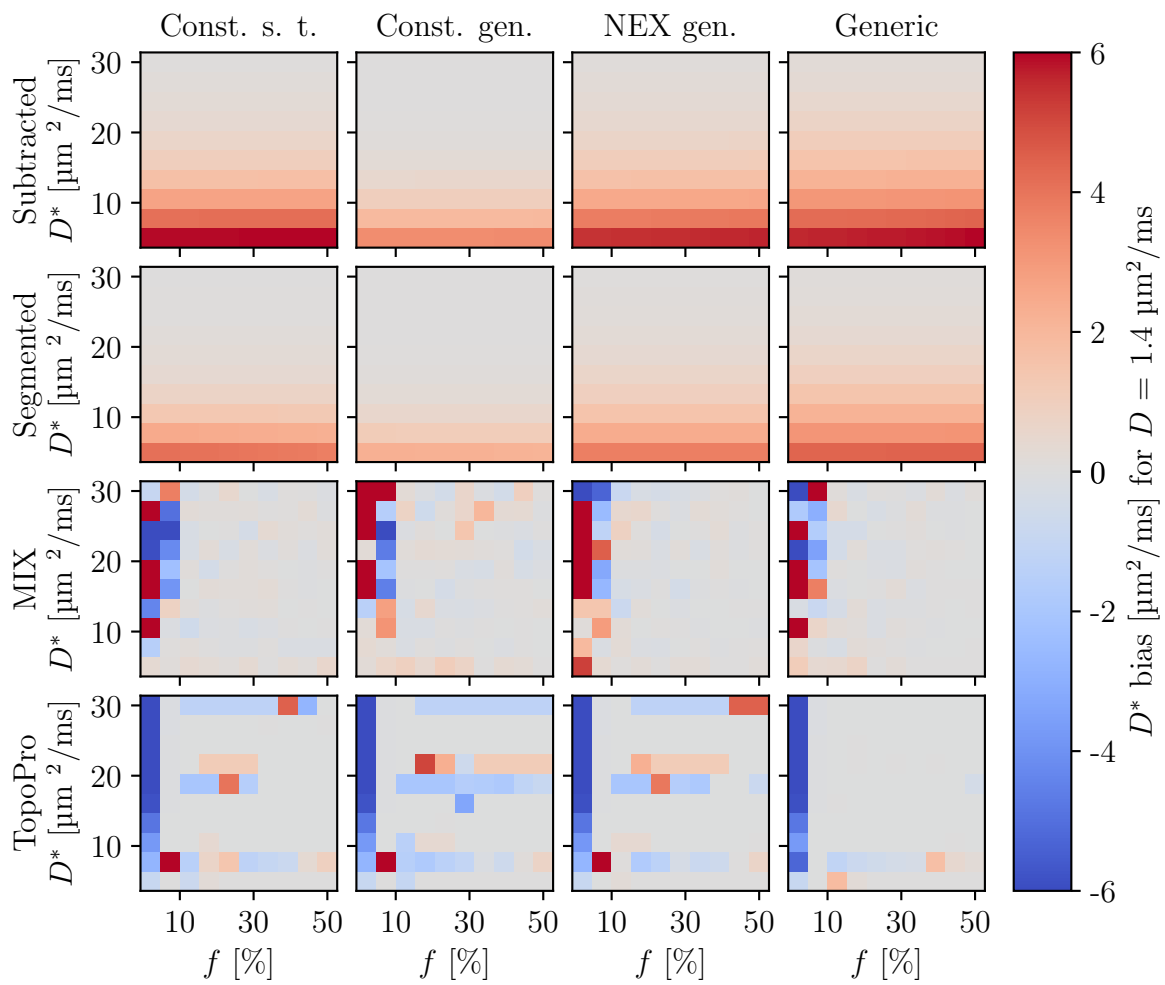 Const. s. t. Const. gen. NEX gen. Generic
Subtracted
D* [µm ²/ms]
30
20
10
Segmented
D* [µm ²/ms]
30
20
10
MIX
D* [µm ²/ms]
30
20
10
TopoPro
D* [µm ²/ms]
30
20
10
10 30 50 10 30 50 10 30 50 10 30 50
f [%] f [%] f [%] f [%]
6
4
2
0
-2
-4
-6
D* bias [µm²/ms] for D = 1.4 µm²/ms